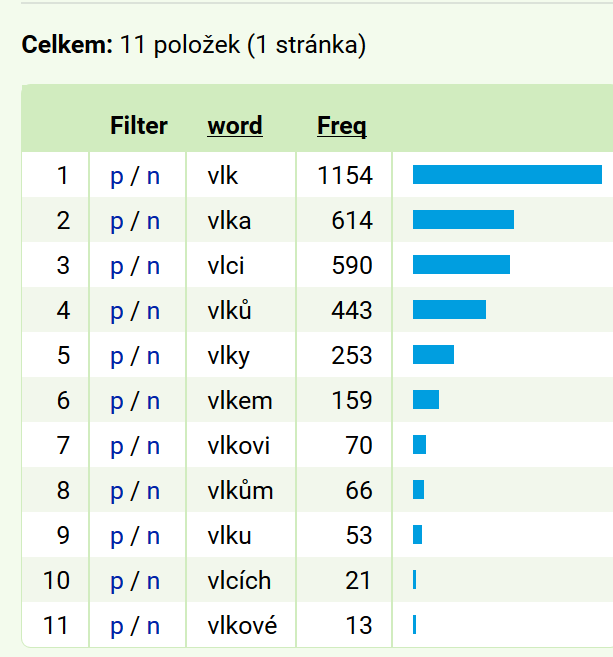 Celkem: 11 položek (1 stránka)
Filter word Freq
1 p / n vlk 1154
2 p / n vlka 614
3 p / n vlci 590
4 p / n vlků 443
5 p / n vlky 253
6 p / n vlkem 159
7 p / n vlkovi 70
8 p / n vlkům 66
9 p / n vlku 53
10 p / n vlcích 21
11 p / n vlkové 13